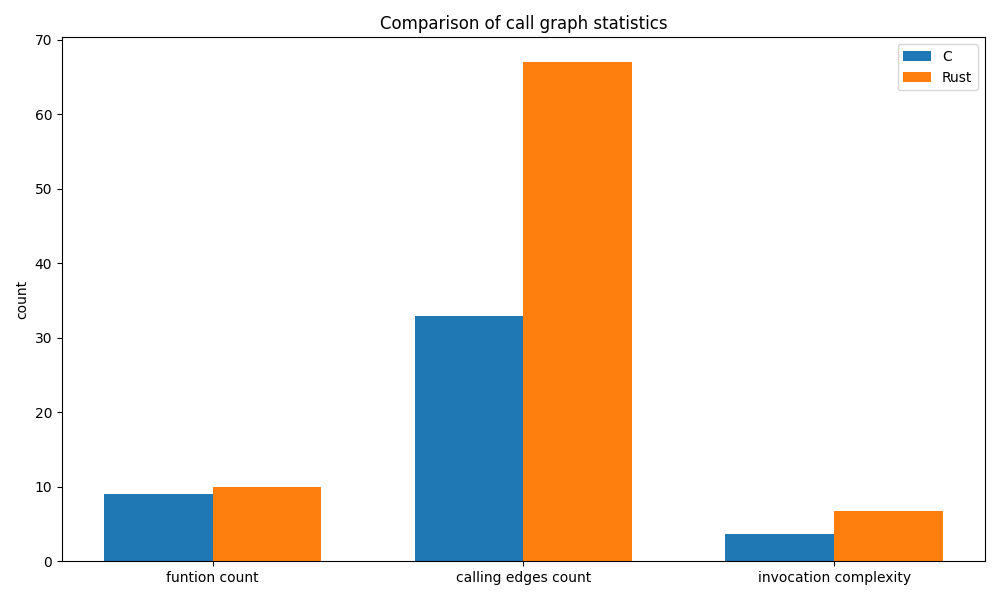 Comparison of call graph statistics
C
Rust
count
70
60
50
40
30
20
10
0
funtion count
calling edges count
invocation complexity